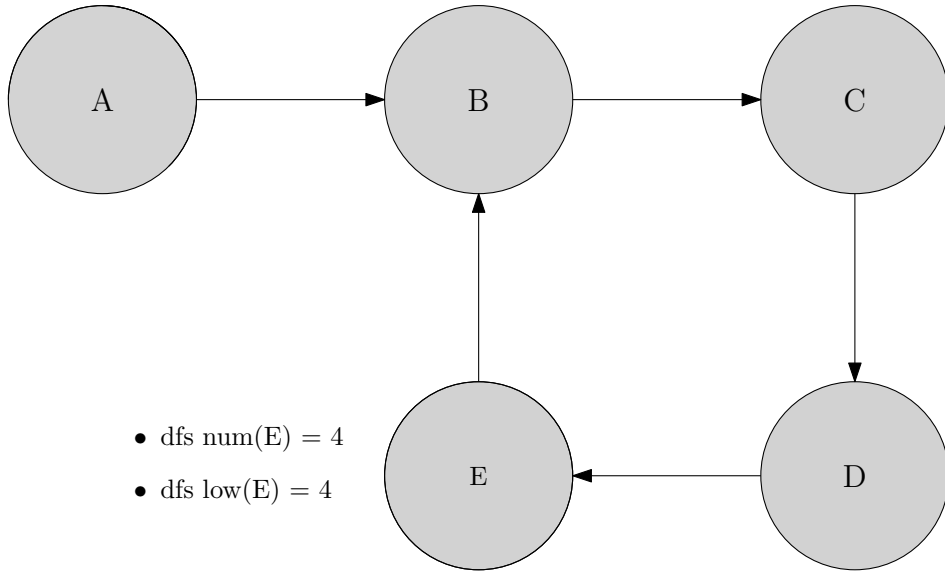 A
B
C
• dfs num(E) = 4
• dfs low(E) = 4
E
D